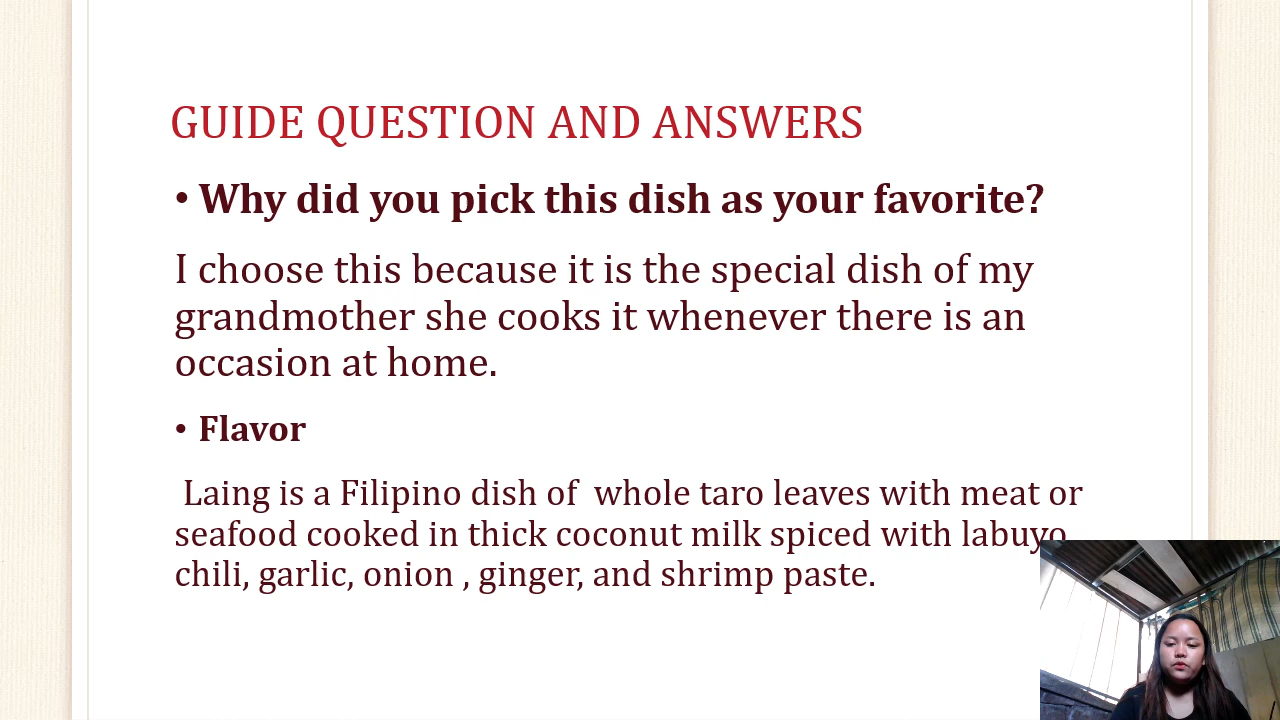 GUIDE QUESTION AND ANSWERS
• Why did you pick this dish as your favorite?
I choose this because it is the special dish of my
grandmother she cooks it whenever there is an
occasion at home.
• Flavor
Laing is a Filipino dish of  whole taro leaves with meat or
seafood cooked in thick coconut milk spiced with labuyo
chili, garlic, onion , ginger, and shrimp paste.